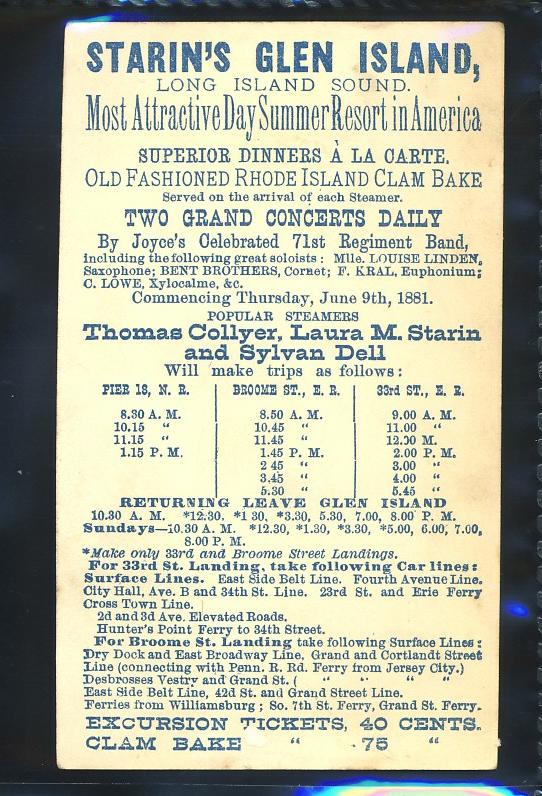 STARIN'S GLEN ISLAND,
LONG ISLAND SOUND.
Most Attractive Day Summer Resort in America
SUPERIOR DINNERS À LA CARTE.
OLD FASHIONED RHODE ISLAND CLAM BAKE
Served on the arrival of each Steamer.
TWO GRAND CONCERTS DAILY
By Joyce's Celebrated 71st Regiment Band,
including the following great soloists: Mlle. LOUISE LINDEN,
Saxophone; BENT BROTHERS, Cornet; F. KRAL, Euphonium;
C. LOWE, Xylocalme, &c.
Commencing Thursday, June 9th, 1881.
POPULAR STEAMERS
Thomas Collyer, Laura M. Starin
and Sylvan Dell
Will make trips as follows:
PIER 18, N. R. BROOME ST., E. R. 33rd ST., E. R.
8.30 A. M. 8.50 A. M. 9.00 A. M.
10.15 “ 10.45 “ 11.00 “
11.15 “ 11.45 “ 12.00 M.
1.15 P. M. 1.45 P. M. 2.00 P. M.
2 45 “ 3.00 “
3.45 “ 4.00 “
5.30 “ 5.45 “
RETURNING LEAVE GLEN ISLAND
10.30 A. M. *12.30. *1 30, *3.30, 5.30, 7.00, 8.00 P. M.
Sundays—10.30 A. M. *12.30, *1.30, *3.30, *5.00, 6.00, 7.00,
8.00 P. M.
*Make only 33rd and Broome Street Landings.
For 33rd St. Landing, take following Car lines:
Surface Lines. East Side Belt Line. Fourth Avenue Line.
City Hall, Ave. B and 34th St. Line. 23rd St. and Erie Ferry
Cross Town Line.
2d and 3d Ave. Elevated Roads.
Hunter's Point Ferry to 34th Street.
For Broome St. Landing take following Surface Lines:
Dry Dock and East Broadway Line, Grand and Cortlandt Street
Line (connecting with Penn. R. Rd. Ferry from Jersey City.)
Desbrosses Vestry and Grand St. ( “ “ “ “
East Side Belt Line, 42d St. and Grand Street Line.
Ferries from Williamsburg; So. 7th St. Ferry, Grand St. Ferry.
EXCURSION TICKETS, 40 CENTS.
CLAM BAKE “ 75 “